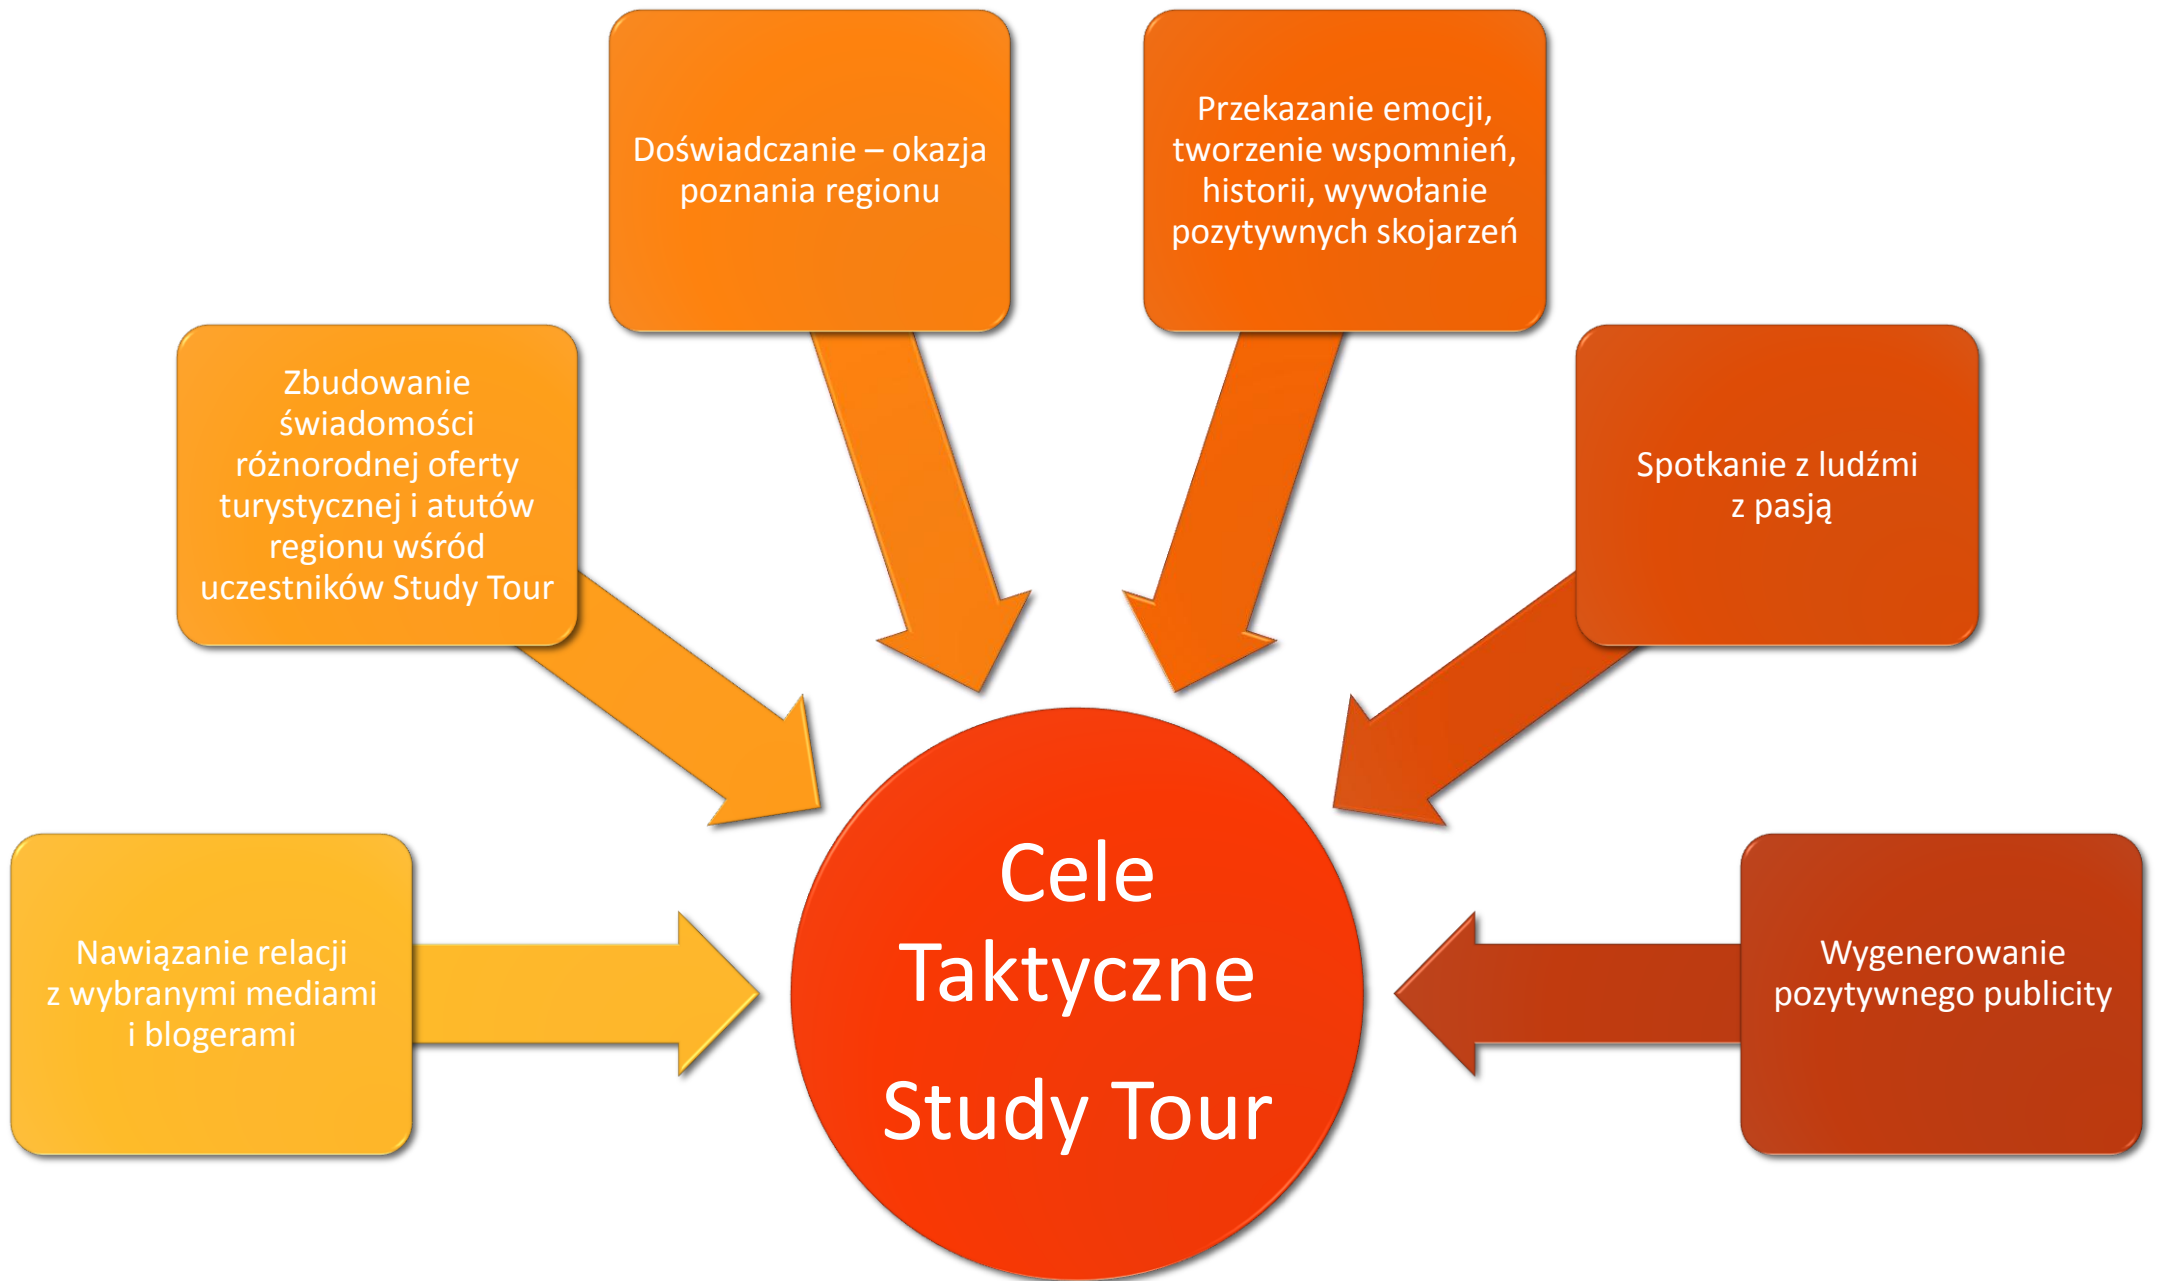 Doświadczanie – okazja
poznania regionu
Przekazanie emocji,
tworzenie wspomnień,
historii, wywołanie
pozytywnych skojarzeń
Zbudowanie
świadomości
różnorodnej oferty
turystycznej i atutów
regionu wśród
uczestników Study Tour
Spotkanie z ludźmi
z pasją
Nawiązanie relacji
z wybranymi mediami
i blogerami
Cele
Taktyczne
Study Tour
Wygenerowanie
pozytywnego publicity